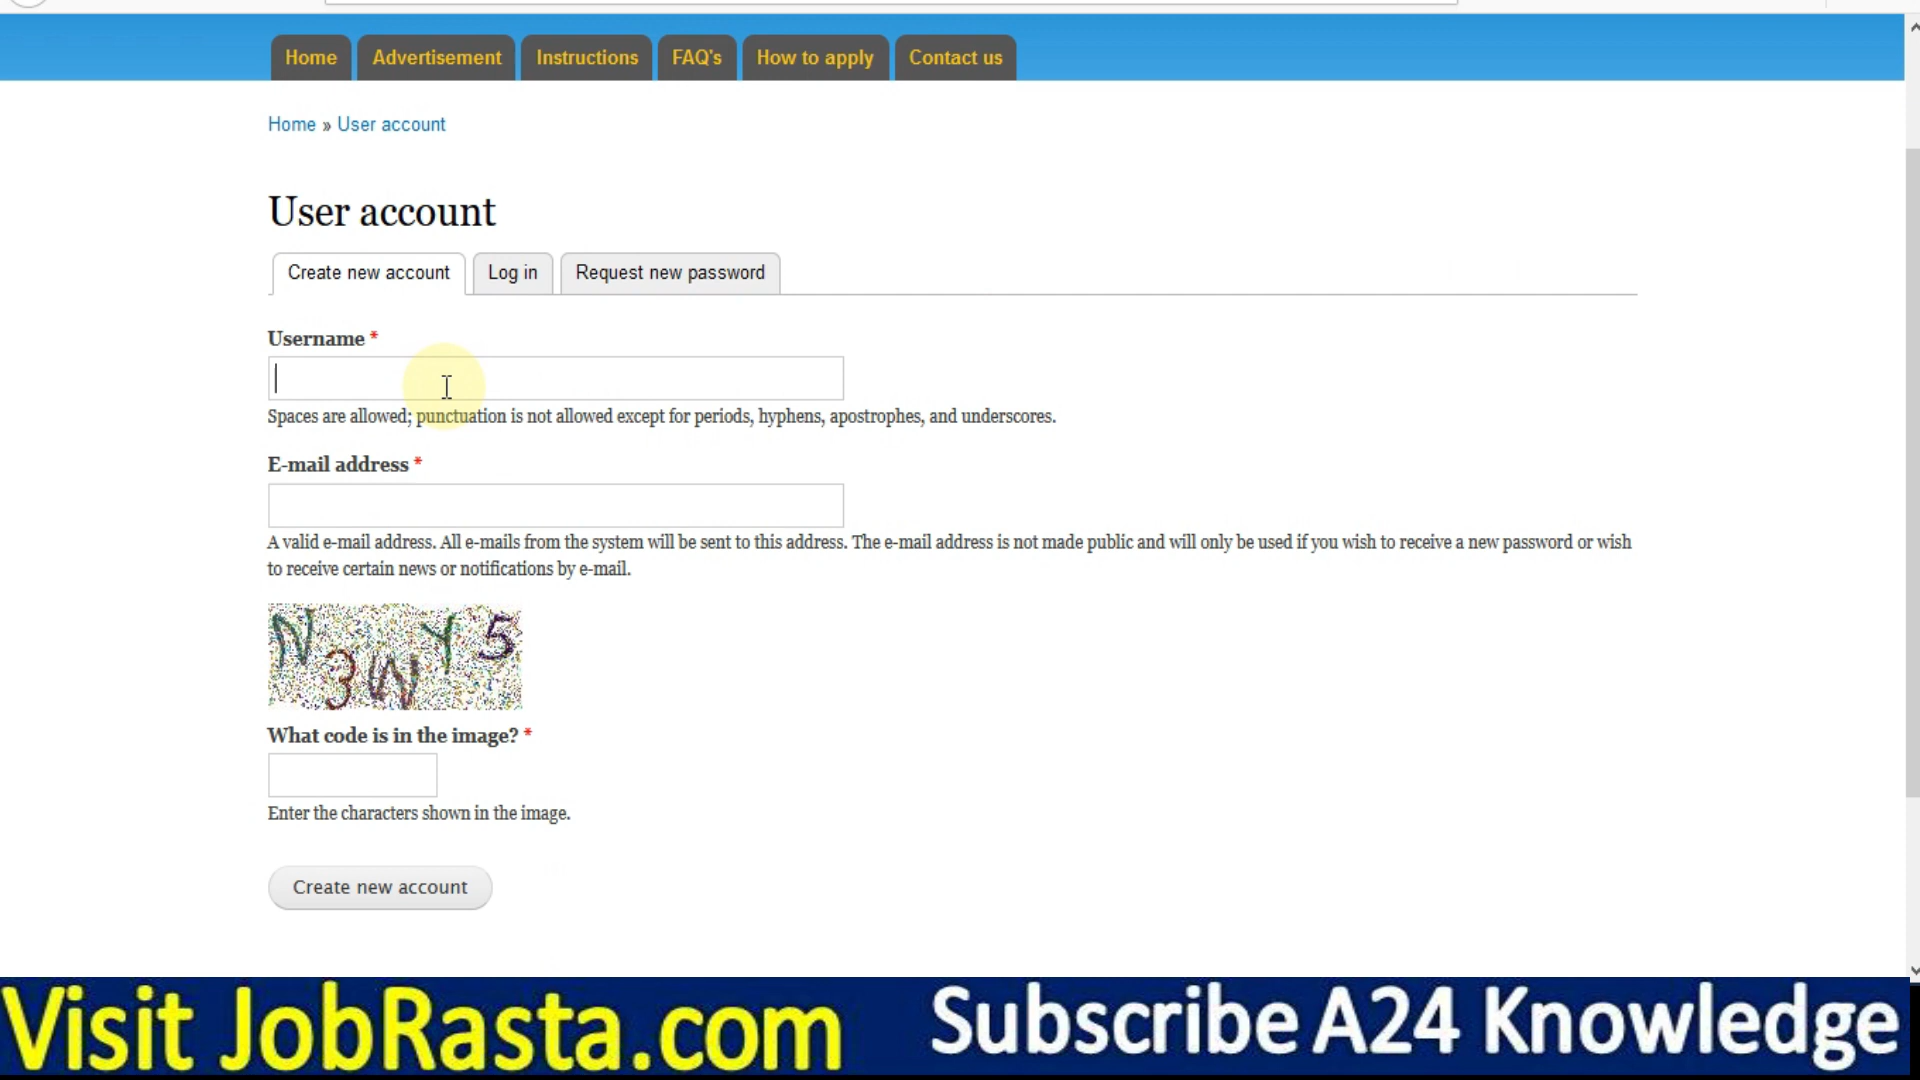 Home Advertisement Instructions FAQ's How to apply Contact us
Home » User account
User account
Create new account Log in Request new password
Username *
Spaces are allowed; punctuation is not allowed except for periods, hyphens, apostrophes, and underscores.
E-mail address *
A valid e-mail address. All e-mails from the system will be sent to this address. The e-mail address is not made public and will only be used if you wish to receive a new password or wish
to receive certain news or notifications by e-mail.
N3WY5
What code is in the image? *
Enter the characters shown in the image.
Create new account
Visit JobRasta.com Subscribe A24 Knowledge